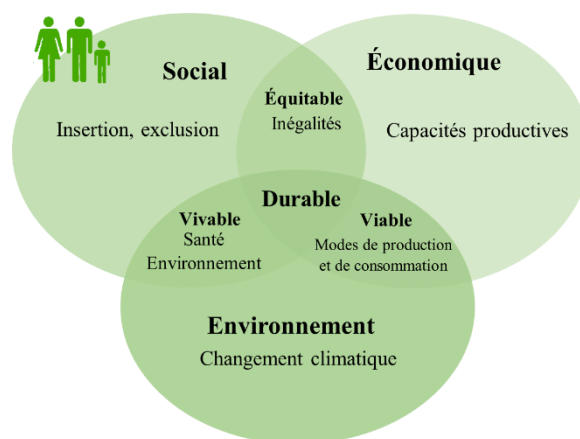 Social
Économique
Équitable
Inégalités
Insertion, exclusion
Capacités productives
Durable
Vivable
Santé
Environnement
Viable
Modes de production
et de consommation
Environnement
Changement climatique